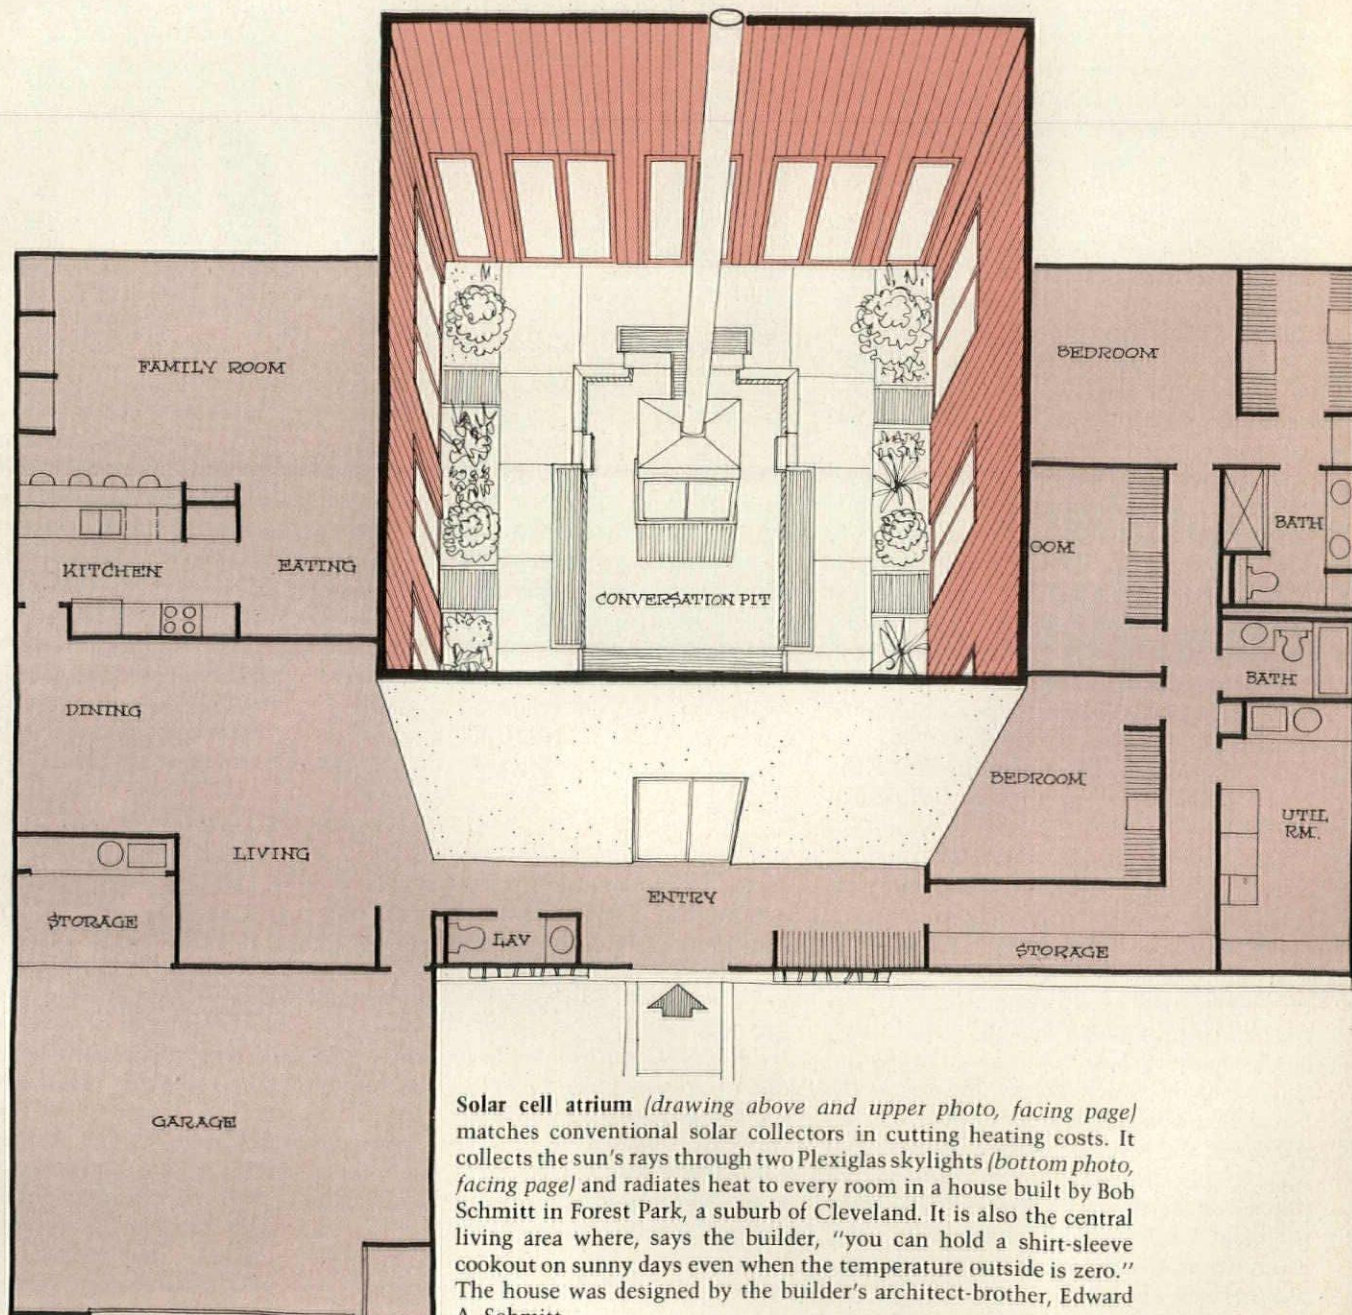 FAMILY ROOM
BEDROOM
KITCHEN
EATING
CONVERSATION PIT
OOM
BATH
BATH
DINING
BEDROOM
LIVING
UTIL
RM.
ENTRY
STORAGE
LAV
STORAGE
GARAGE
Solar cell atrium (drawing above and upper photo, facing page)
matches conventional solar collectors in cutting heating costs. It
collects the sun's rays through two Plexiglas skylights (bottom photo,
facing page) and radiates heat to every room in a house built by Bob
Schmitt in Forest Park, a suburb of Cleveland. It is also the central
living area where, says the builder, "you can hold a shirt-sleeve
cookout on sunny days even when the temperature outside is zero."
The house was designed by the builder's architect-brother, Edward
A. Schmitt